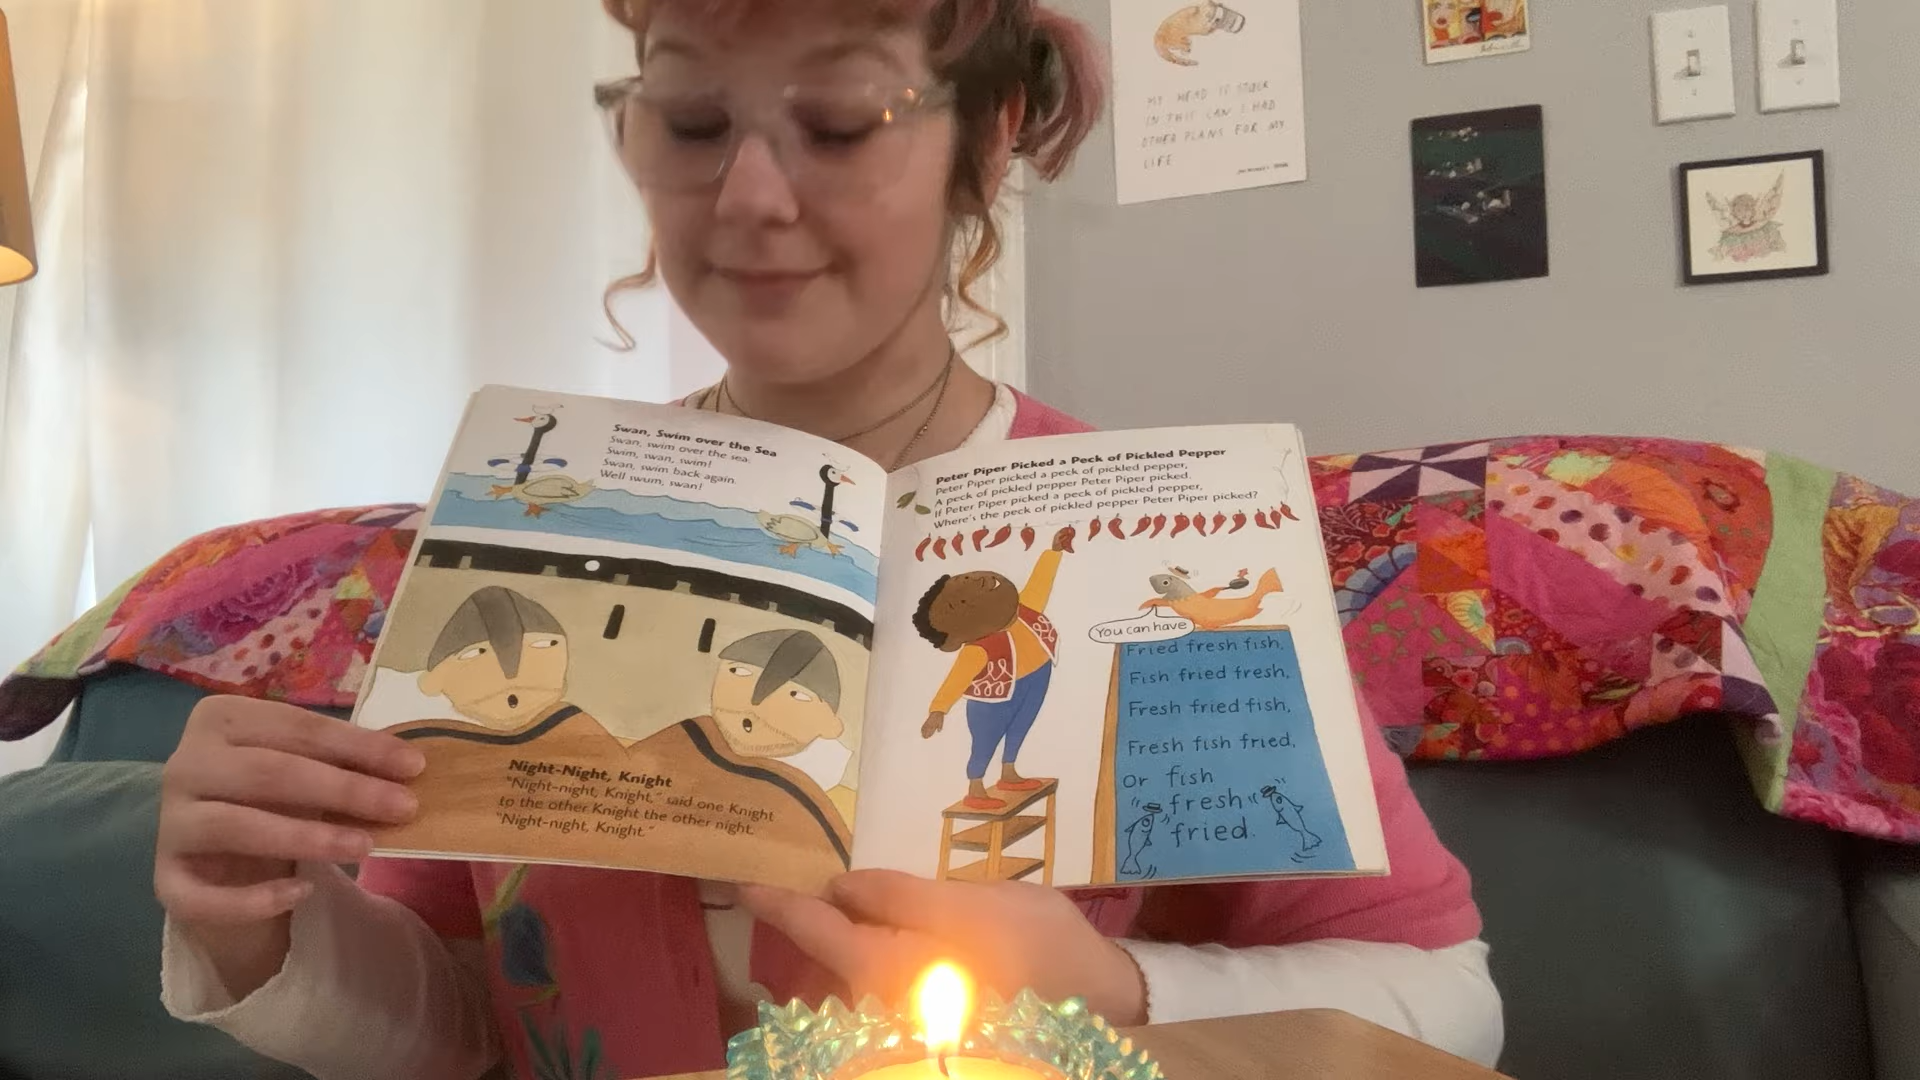 MY HEAD IS STUCK
IN THIS CAN I HAD
OTHER PLANS FOR MY
LIFE
Swan, Swim over the Sea
Swan, swim over the sea,
Swim, swan, swim!
Swan, swim back again.
Well swum, swan!
Night-Night, Knight
"Night-night, Knight," said one Knight
to the other Knight the other night.
"Night-night, Knight."
Peter Piper Picked a Peck of Pickled Pepper
Peter Piper picked a peck of pickled pepper,
A peck of pickled pepper Peter Piper picked.
If Peter Piper picked a peck of pickled pepper,
Where's the peck of pickled pepper Peter Piper picked?
You can have
Fried fresh fish,
Fish fried fresh,
Fresh fried fish,
Fresh fish fried,
or fish
fresh
fried.